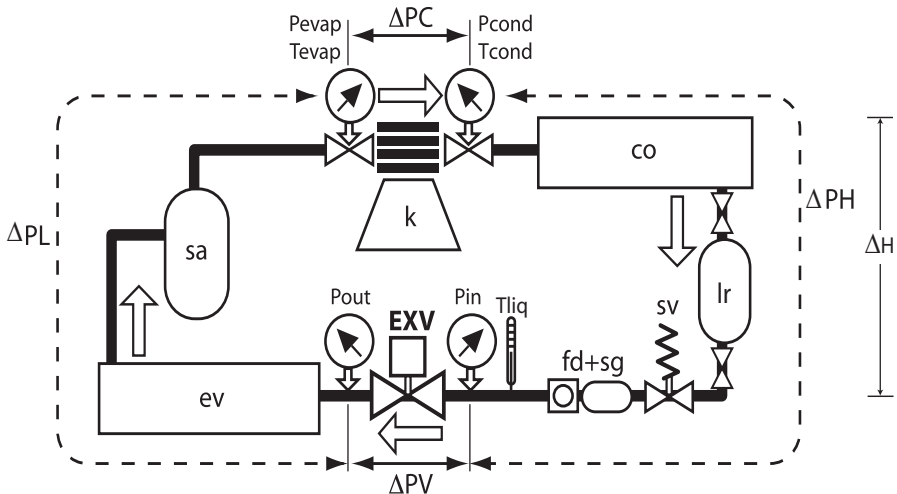 Pevap
Tevap
ΔPC
Pcond
Tcond
co
ΔPH
ΔPL
sa
k
ΔH
lr
Pout
EXV
Pin
Tliq
sv
fd+sg
ev
ΔPV